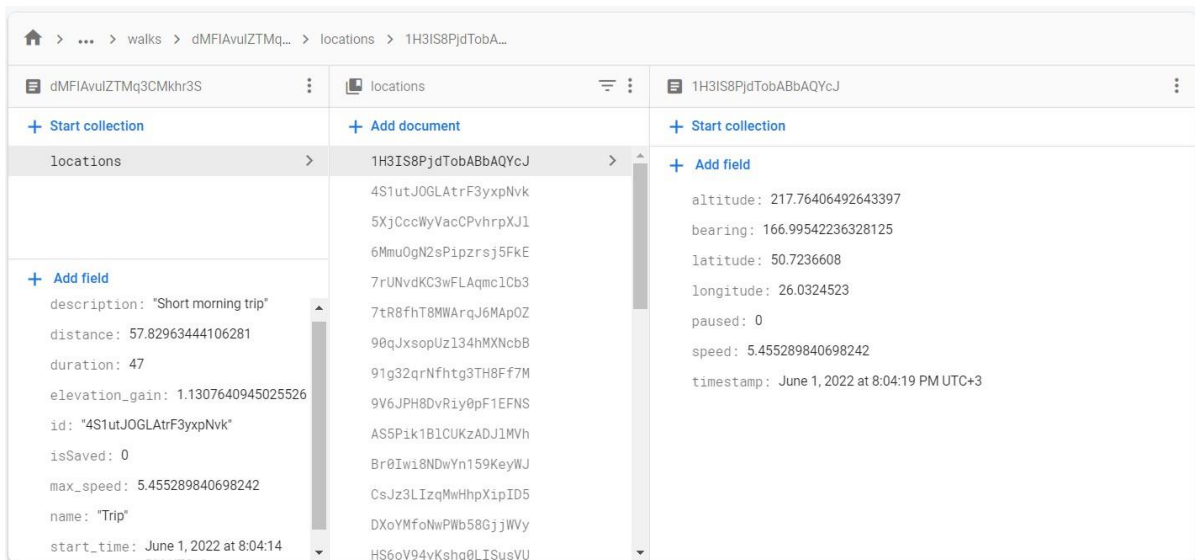 ... walks dMFIAvulZTMq... locations 1H3IS8PjdTobA...
dMFIAvulZTMq3CMkhr3S
Start collection
locations
Add field
description: "Short morning trip"
distance: 57.82963444106281
duration: 47
elevation_gain: 1.1307640945025526
id: "4S1utJOGLAtrF3yxpNvk"
isSaved: 0
max_speed: 5.455289840698242
name: "Trip"
start_time: June 1, 2022 at 8:04:14
locations
Add document
1H3IS8PjdTobABbAQYcJ
4S1utJOGLAtrF3yxpNvk
5XjCccWyVacCPvhrpXJl
6MmuOgN2sPipzrsj5FkE
7rUNvdKC3wFLAqmclCb3
7tR8fhT8MWArqJ6MApOZ
90qJxsopUzl34hMXNcbB
91g32qrNfhtg3TH8Ff7M
9V6JPH8DvRiy0pF1EFNS
AS5Pik1BlCUKzADJlMVh
Br0Iwi8NDwYn159KeyWJ
CsJz3LIzqMwHhpXipID5
DXoYMfoNwPWb58GjjWVy
HS6oV94vKshg0LISusVU
1H3IS8PjdTobABbAQYcJ
Start collection
Add field
altitude: 217.76406492643397
bearing: 166.99542236328125
latitude: 50.7236608
longitude: 26.0324523
paused: 0
speed: 5.455289840698242
timestamp: June 1, 2022 at 8:04:19 PM UTC+3